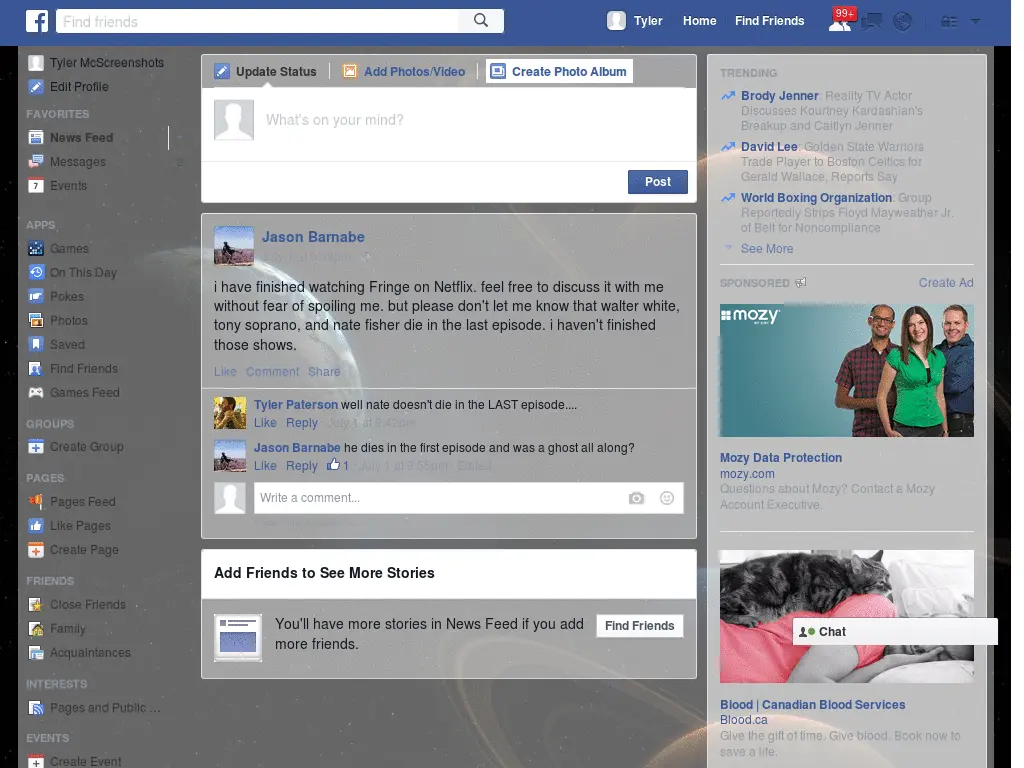 Find friends
Tyler Home Find Friends 99+
Tyler McScreenshots
Edit Profile
FAVORITES
News Feed
Messages 2
7 Events
APPS
Games
On This Day
Pokes
Photos
Saved
Find Friends
Games Feed
GROUPS
Create Group
PAGES
Pages Feed
Like Pages
Create Page
FRIENDS
Close Friends
Family
Acquaintances
INTERESTS
Pages and Public ...
EVENTS
Create Event
Update Status Add Photos/Video Create Photo Album
What's on your mind?
Post
Jason Barnabe
i have finished watching Fringe on Netflix. feel free to discuss it with me
without fear of spoiling me. but please don't let me know that walter white,
tony soprano, and nate fisher die in the last episode. i haven't finished
those shows.
Like Comment Share
Tyler Paterson well nate doesn't die in the LAST episode....
Like Reply July 1 at 9:42pm
Jason Barnabe he dies in the first episode and was a ghost all along?
Like Reply 1 July 1 at 9:55pm Edited
Write a comment...
Add Friends to See More Stories
You'll have more stories in News Feed if you add
more friends.
Find Friends
TRENDING
Brody Jenner: Reality TV Actor
Discusses Kourtney Kardashian's
Breakup and Caitlyn Jenner
David Lee: Golden State Warriors
Trade Player to Boston Celtics for
Gerald Wallace, Reports Say
World Boxing Organization: Group
Reportedly Strips Floyd Mayweather Jr.
of Belt for Noncompliance
See More
SPONSORED Create Ad
mozy
Mozy Data Protection
mozy.com
Questions about Mozy? Contact a Mozy
Account Executive.
Chat
Blood | Canadian Blood Services
Blood.ca
Give the gift of time. Give blood. Book now to
save a life.